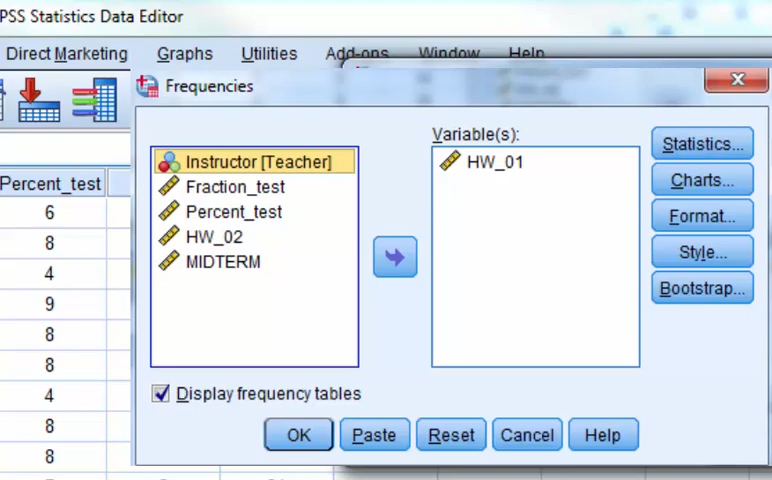 PSS Statistics Data Editor
Direct Marketing Graphs Utilities Add-ons Window Help
Frequencies
Variable(s):
Instructor [Teacher]
Fraction_test
Percent_test
HW_02
MIDTERM
HW_01
Statistics...
Charts...
Format...
Style...
Bootstrap...
Display frequency tables
OK Paste Reset Cancel Help
Percent_test
6
8
4
9
8
8
4
8
8